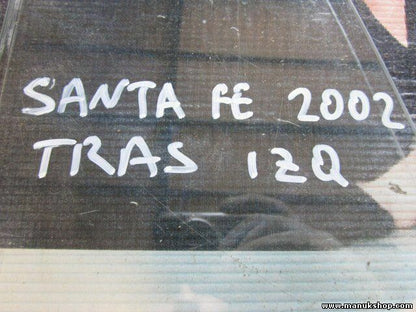 SANTA FE 2002
TRAS IZQ
www.manukshop.com